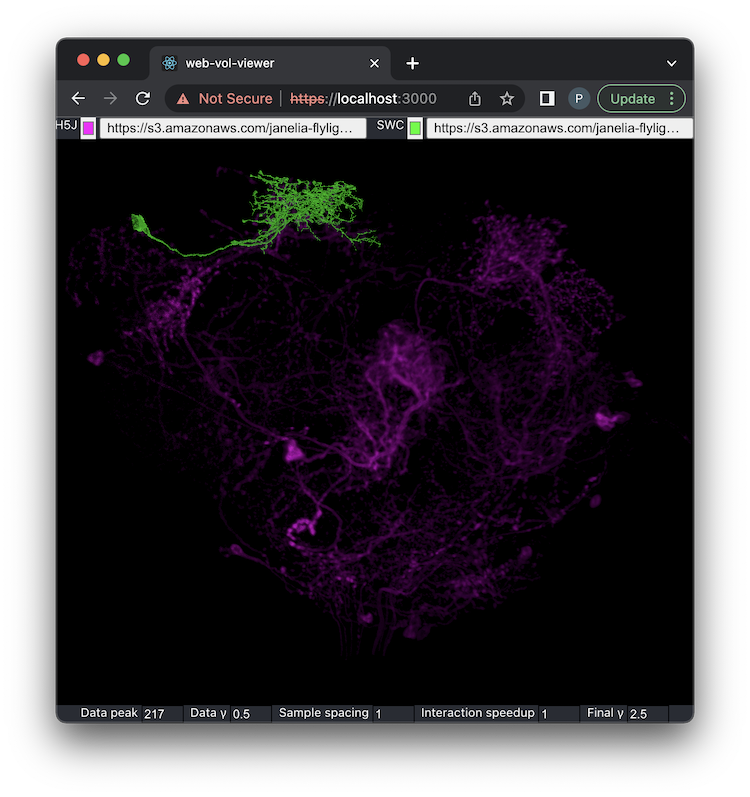 web-vol-viewer
Not Secure https://localhost:3000 P Update
H5J https://s3.amazonaws.com/janelia-flylig… SWC https://s3.amazonaws.com/janelia-flylig…
Data peak 217 Data γ 0.5 Sample spacing 1 Interaction speedup 1 Final γ 2.5